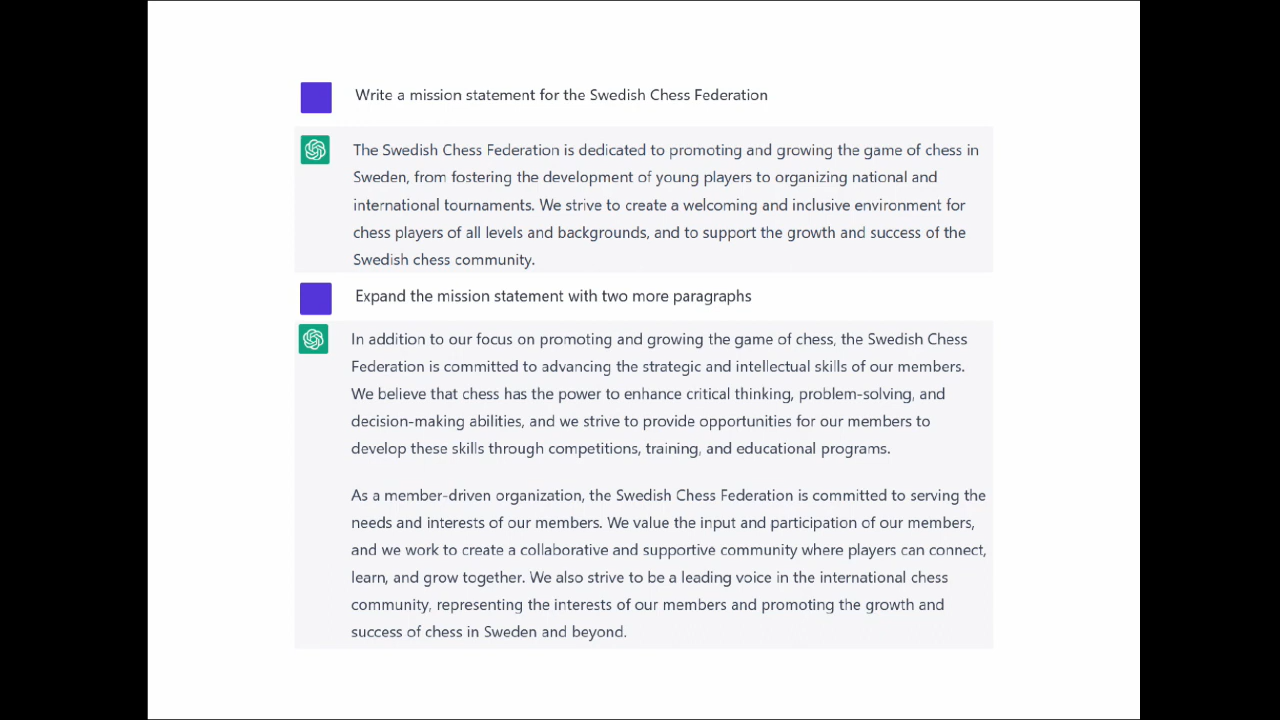 Write a mission statement for the Swedish Chess Federation
The Swedish Chess Federation is dedicated to promoting and growing the game of chess in
Sweden, from fostering the development of young players to organizing national and
international tournaments. We strive to create a welcoming and inclusive environment for
chess players of all levels and backgrounds, and to support the growth and success of the
Swedish chess community.
Expand the mission statement with two more paragraphs
In addition to our focus on promoting and growing the game of chess, the Swedish Chess
Federation is committed to advancing the strategic and intellectual skills of our members.
We believe that chess has the power to enhance critical thinking, problem-solving, and
decision-making abilities, and we strive to provide opportunities for our members to
develop these skills through competitions, training, and educational programs.
As a member-driven organization, the Swedish Chess Federation is committed to serving the
needs and interests of our members. We value the input and participation of our members,
and we work to create a collaborative and supportive community where players can connect,
learn, and grow together. We also strive to be a leading voice in the international chess
community, representing the interests of our members and promoting the growth and
success of chess in Sweden and beyond.